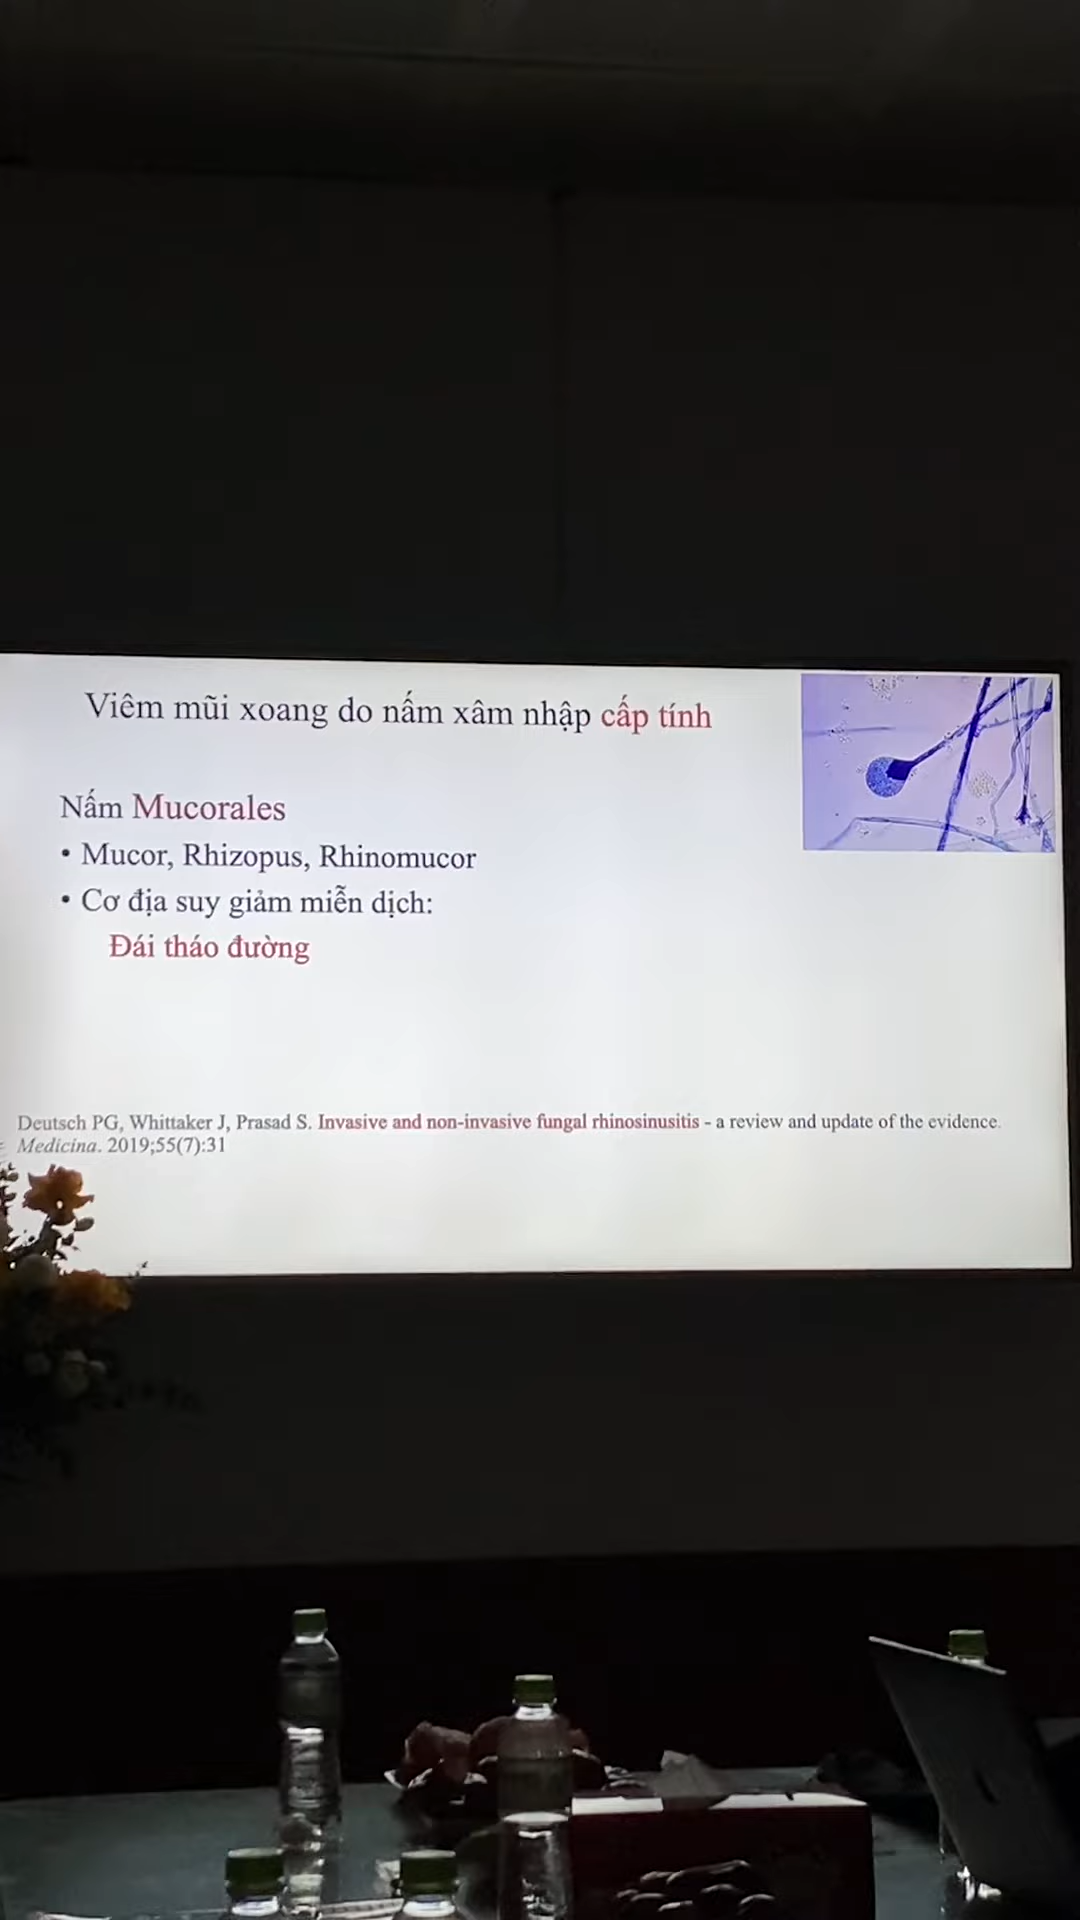 Viêm mũi xoang do nấm xâm nhập cấp tính
Nấm Mucorales
• Mucor, Rhizopus, Rhinomucor
• Cơ địa suy giảm miễn dịch:
Đái tháo đường
Deutsch PG, Whittaker J, Prasad S. Invasive and non-invasive fungal rhinosinusitis - a review and update of the evidence.
Medicina. 2019;55(7):31